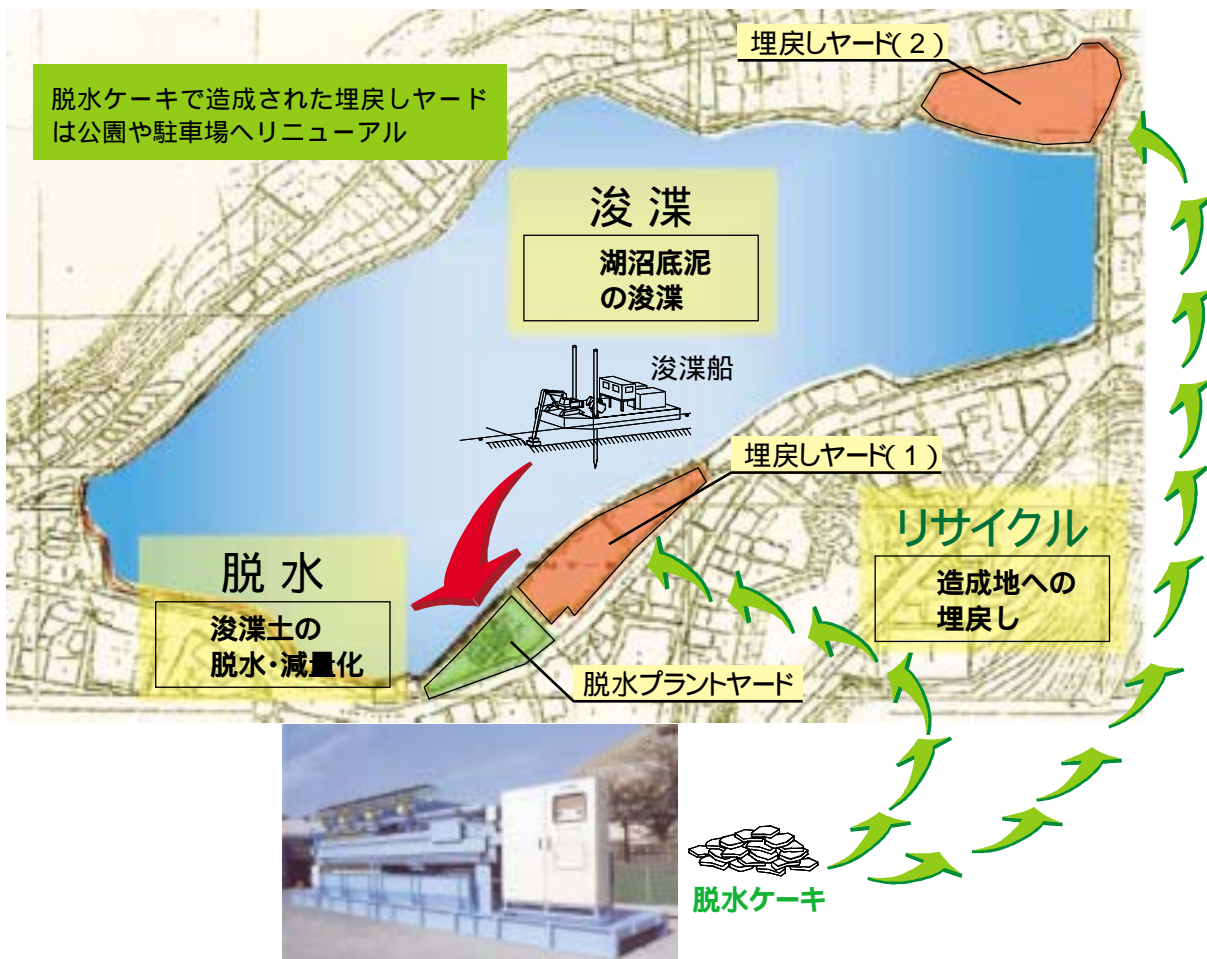 埋戻しヤード(2)
脱水ケーキで造成された埋戻しヤード
は公園や駐車場へリニューアル
浚渫
湖沼底泥
の浚渫
浚渫船
埋戻しヤード(1)
リサイクル
造成地への
埋戻し
脱水
浚渫土の
脱水・減量化
脱水プラントヤード
脱水ケーキ